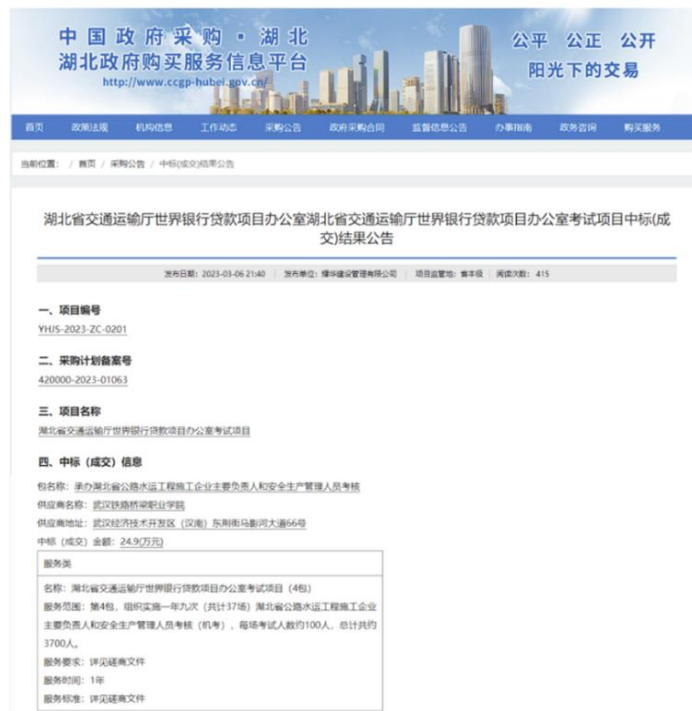 中国政府采购·湖北
湖北政府购买服务信息平台
http://www.ccgp-hubei.gov.cn/
公平 公正 公开
阳光下的交易
首页 政策法规 机构信息 工作动态 采购公告 政府采购合同 监督信息公告 办事指南 政务咨询 购买服务
当前位置： / 首页 / 采购公告 / 中标(成交)结果公告
湖北省交通运输厅世界银行贷款项目办公室湖北省交通运输厅世界银行贷款项目办公室考试项目中标(成
交)结果公告
发布日期：2023-03-06 21:40 发布单位：耀华建设管理有限公司 项目监管地：省本级 阅读次数：415
一、项目编号
YHJS-2023-ZC-0201
二、采购计划备案号
420000-2023-01063
三、项目名称
湖北省交通运输厅世界银行贷款项目办公室考试项目
四、中标（成交）信息
包名称：承办湖北省公路水运工程施工企业主要负责人和安全生产管理人员考核
供应商名称：武汉铁路桥梁职业学院
供应商地址：武汉经济技术开发区（汉南）东荆街马影河大道66号
中标（成交）金额：24.9(万元)
服务类
名称：湖北省交通运输厅世界银行贷款项目办公室考试项目（4包）
服务范围：第4包，组织实施一年九次（共计37场）湖北省公路水运工程施工企业
主要负责人和安全生产管理人员考核（机考），每场考试人数约100人，总计共约
3700人。
服务要求：详见磋商文件
服务时间：1年
服务标准：详见磋商文件